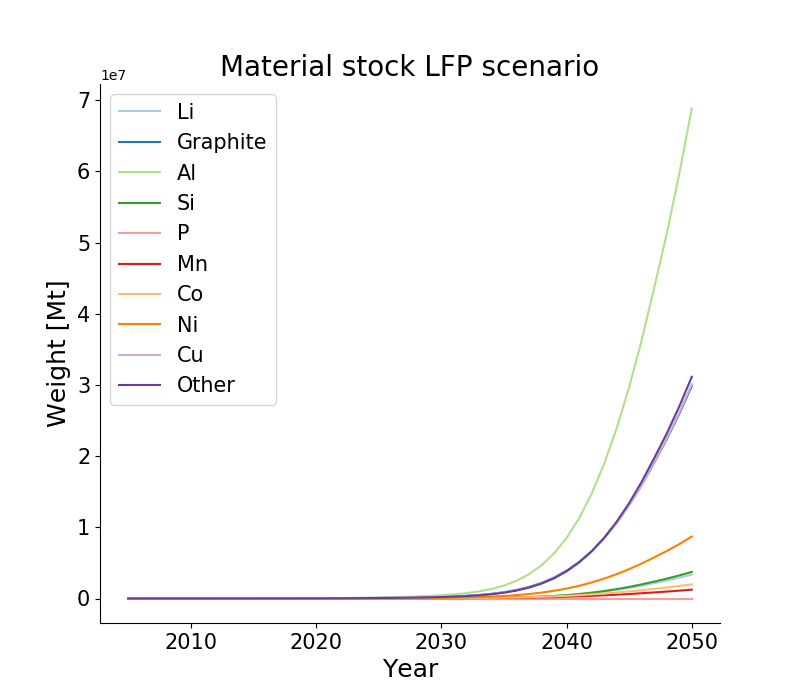 Material stock LFP scenario
1e7
7
6
5
4
3
2
1
0
Weight [Mt]
Li
Graphite
Al
Si
P
Mn
Co
Ni
Cu
Other
2010 2020 2030 2040 2050
Year